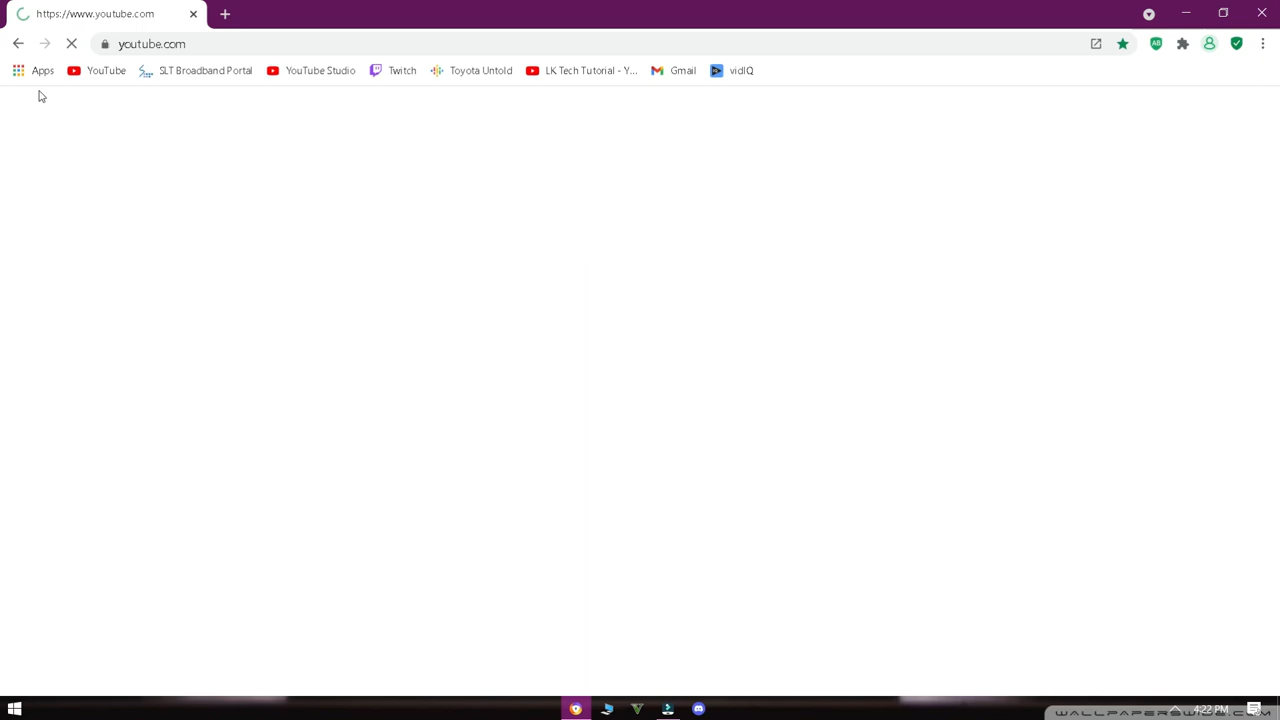 https://www.youtube.com
youtube.com
Apps YouTube SLT Broadband Portal YouTube Studio Twitch Toyota Untold LK Tech Tutorial - Y... Gmail vidIQ
AB
4:22 PM